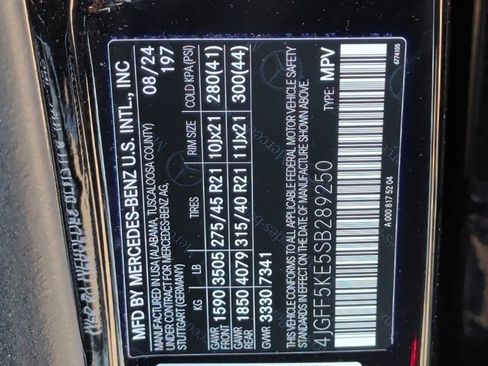 MFD BY MERCEDES-BENZ U.S. INTL., INC
MANUFACTURED IN USA (ALABAMA, TUSCALOOSA COUNTY) 08/24
UNDER CONTRACT FOR MERCEDES-BENZ AG, 197
STUTTGART (GERMANY)
KG LB TIRES RIM SIZE COLD KPA (PSI)
GAWR FRONT 1590 3505 275/45 R21 10Jx21 280(41)
GAWR REAR 1850 4079 315/40 R21 11Jx21 300(44)
GVWR 3330 7341
THIS VEHICLE CONFORMS TO ALL APPLICABLE FEDERAL MOTOR VEHICLE SAFETY
STANDARDS IN EFFECT ON THE DATE OF MANUFACTURE SHOWN ABOVE.
4JGFF5KE5SB289250 TYPE: MPV
A 000 817 52 04
6774105